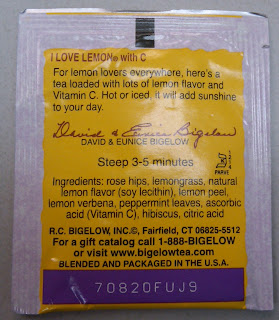 I LOVE LEMON® with C
For lemon lovers everywhere, here's a
tea loaded with lots of lemon flavor and
Vitamin C. Hot or iced, it will add sunshine
to your day.
David & Eunice Bigelow
DAVID & EUNICE BIGELOW
Steep 3-5 minutes
PARVE
Ingredients: rose hips, lemongrass, natural
lemon flavor (soy lecithin), lemon peel,
lemon verbena, peppermint leaves, ascorbic
acid (Vitamin C), hibiscus, citric acid
R.C. BIGELOW, INC.©, Fairfield, CT 06825-5512
For a gift catalog call 1-888-BIGELOW
or visit www.bigelowtea.com
BLENDED AND PACKAGED IN THE U.S.A.
70820FUJ9